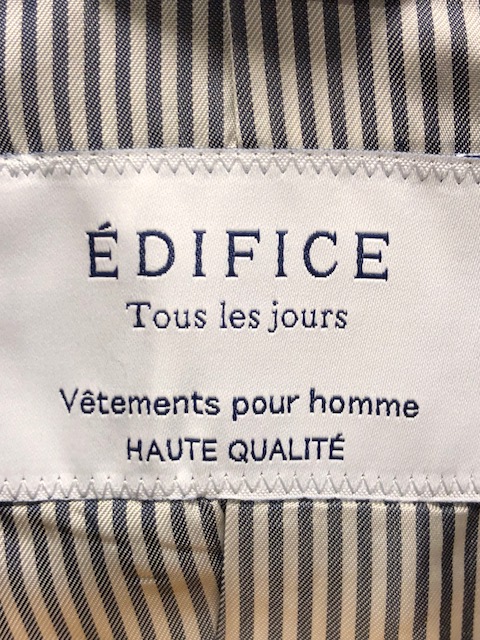 ÉDIFICE
Tous les jours
Vêtements pour homme
HAUTE QUALITÉ